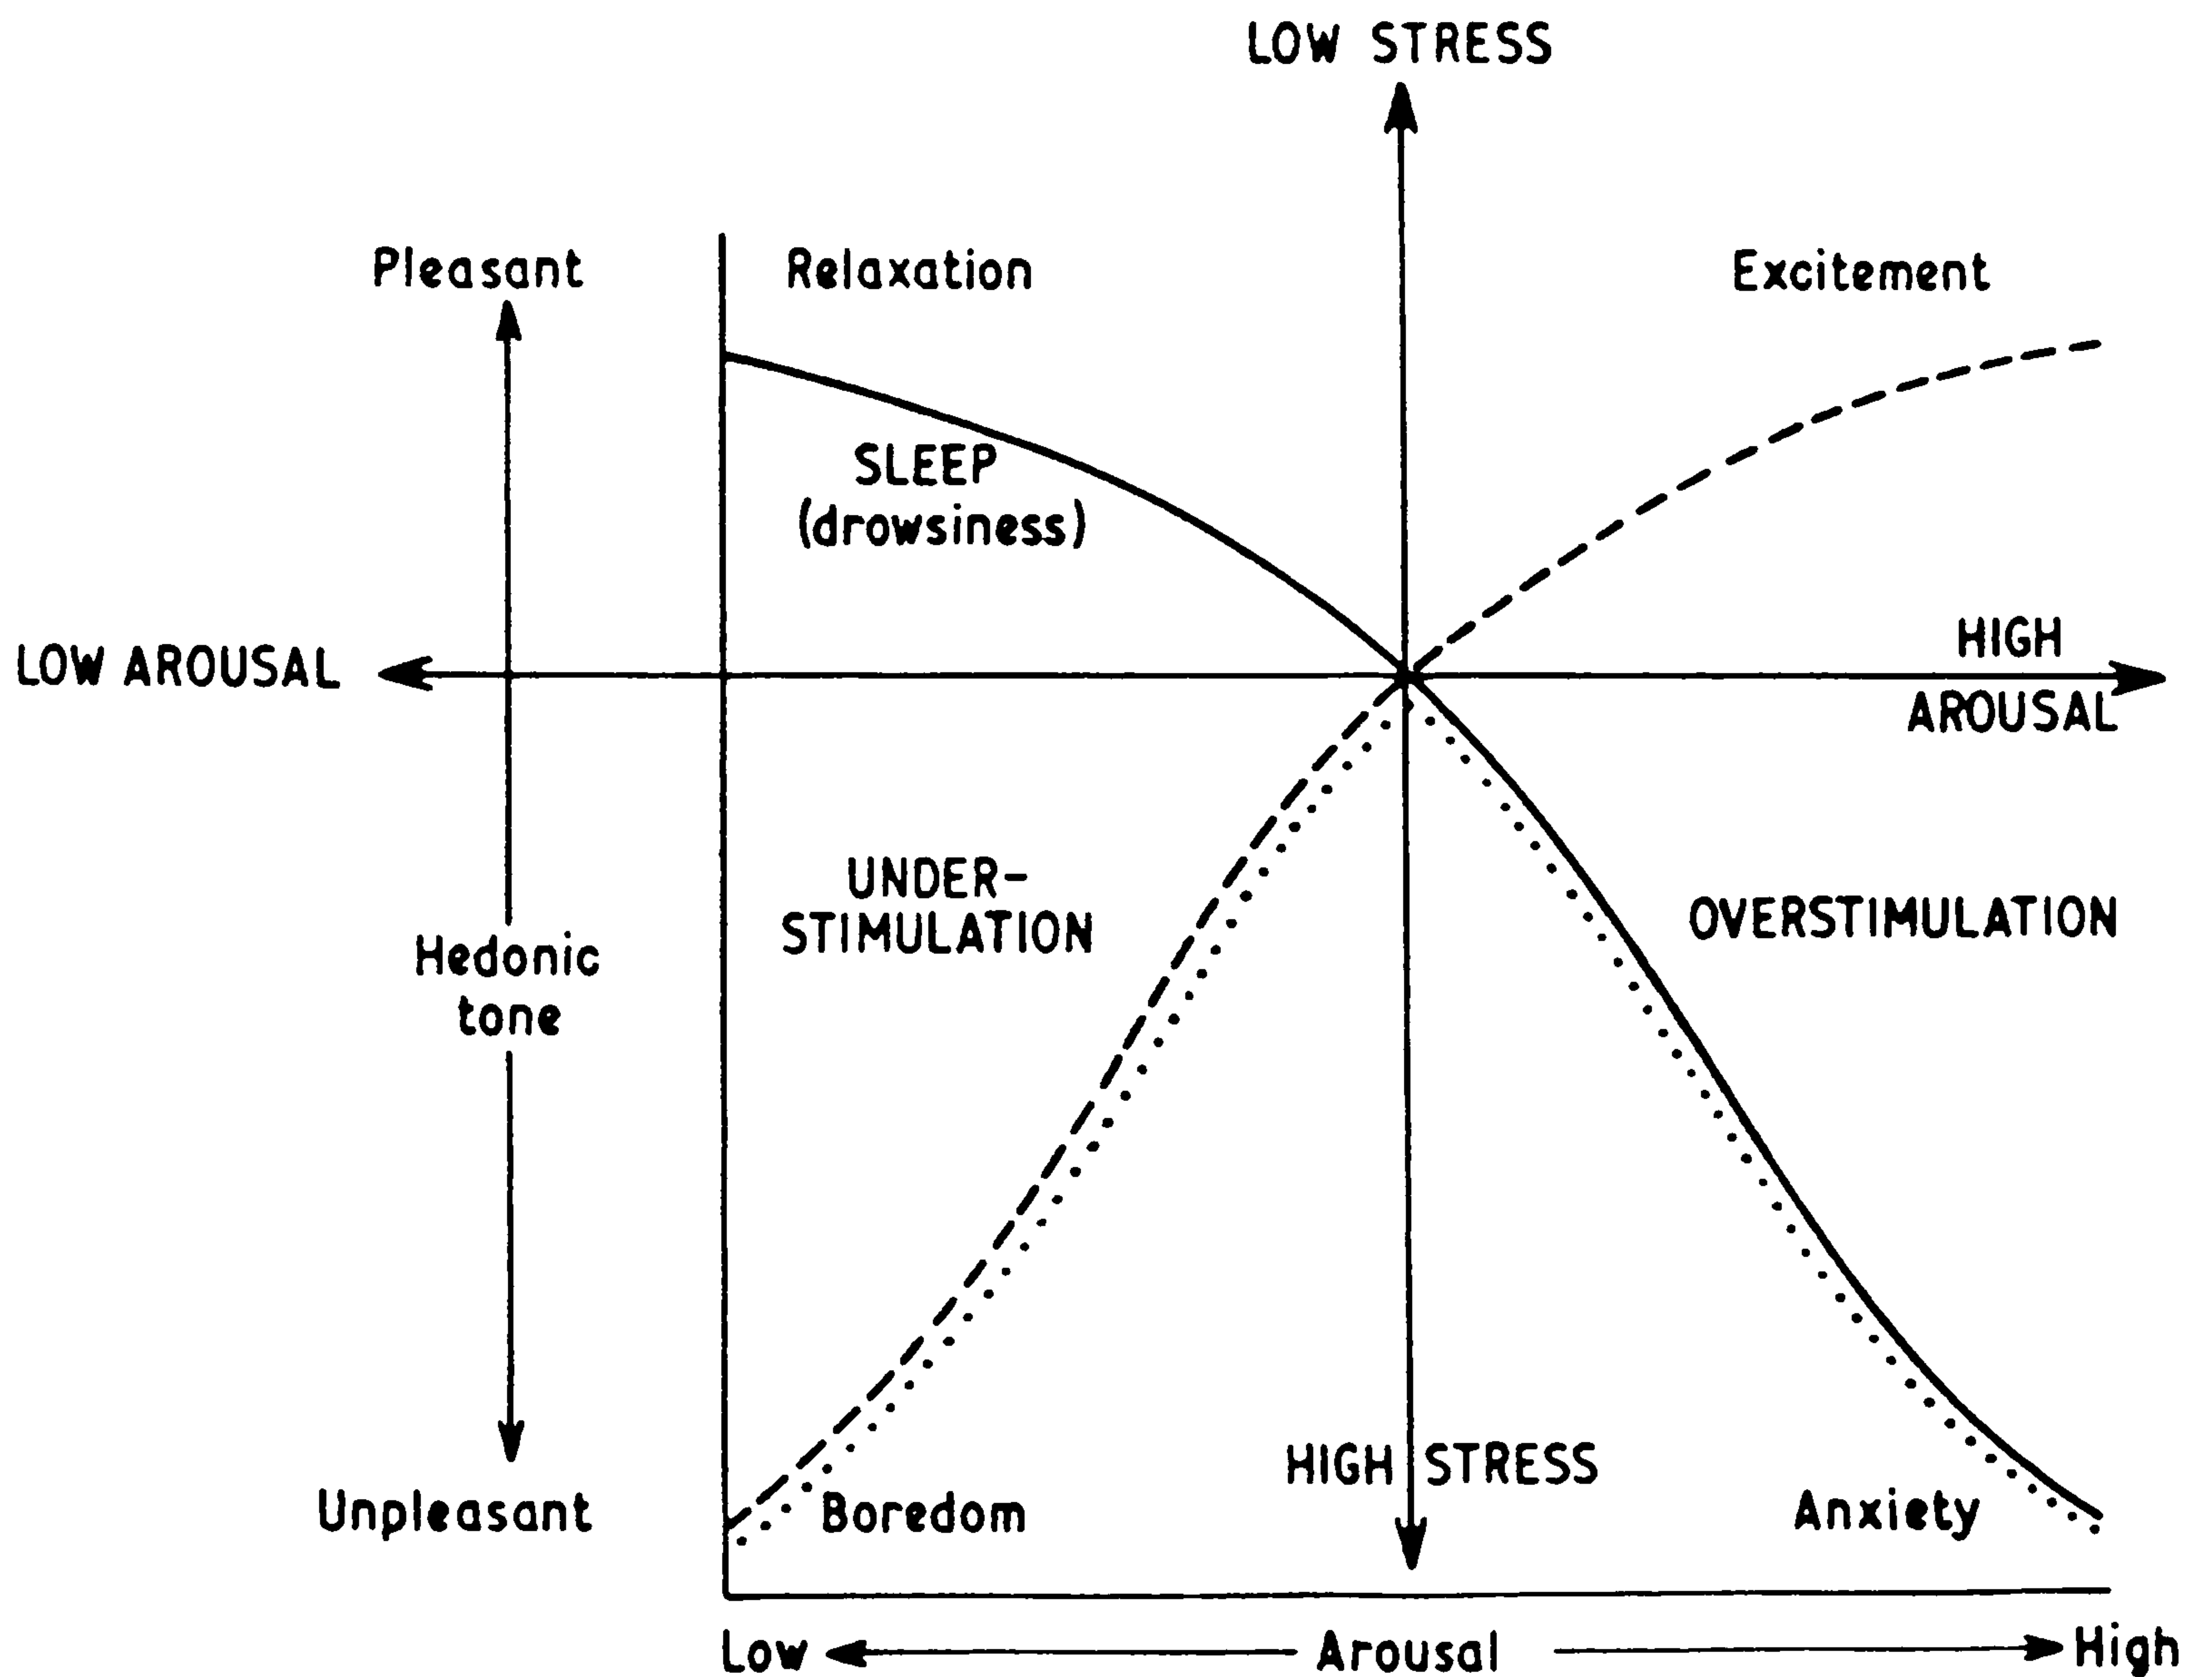 LOW STRESS
Pleasant
Relaxation
Excitement
SLEEP
(drowsiness)
LOW AROUSAL
HIGH
AROUSAL
UNDER-
STIMULATION
OVERSTIMULATION
Hedonic
tone
HIGH STRESS
Unpleasant
Boredom
Anxiety
Low
Arousal
High